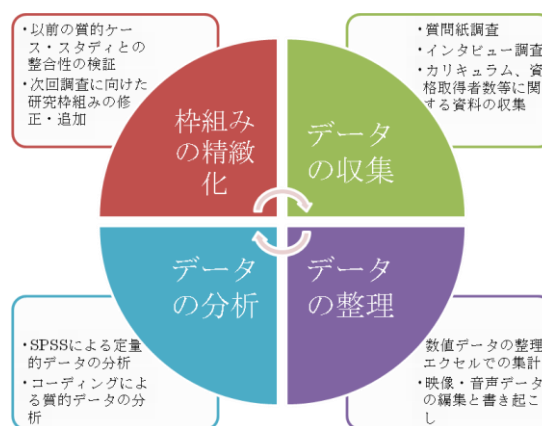 ・以前の質的ケー
ス・スタディとの
整合性の検証
・次回調査に向けた
研究枠組みの修
正・追加
枠組み
の精緻
化
・質問紙調査
・インタビュー調査
・カリキュラム、資
格取得者数等に関
する資料の収集
データ
の収集
データ
の分析
・SPSSによる定量
的データの分析
・コーディングによ
る質的データの分
析
データ
の整理
数値データの整理
エクセルでの集計
・映像・音声データ
の編集と書き起こ
し